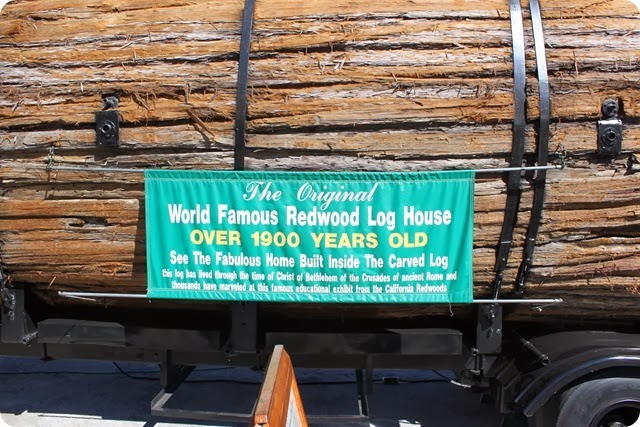 The Original
World Famous Redwood Log House
OVER 1900 YEARS OLD
See The Fabulous Home Built Inside The Carved Log
this log has lived through the time of Christ of Bethlehem of the Crusades of ancient Rome and
thousands have marveled at this famous educational exhibit from the California Redwoods